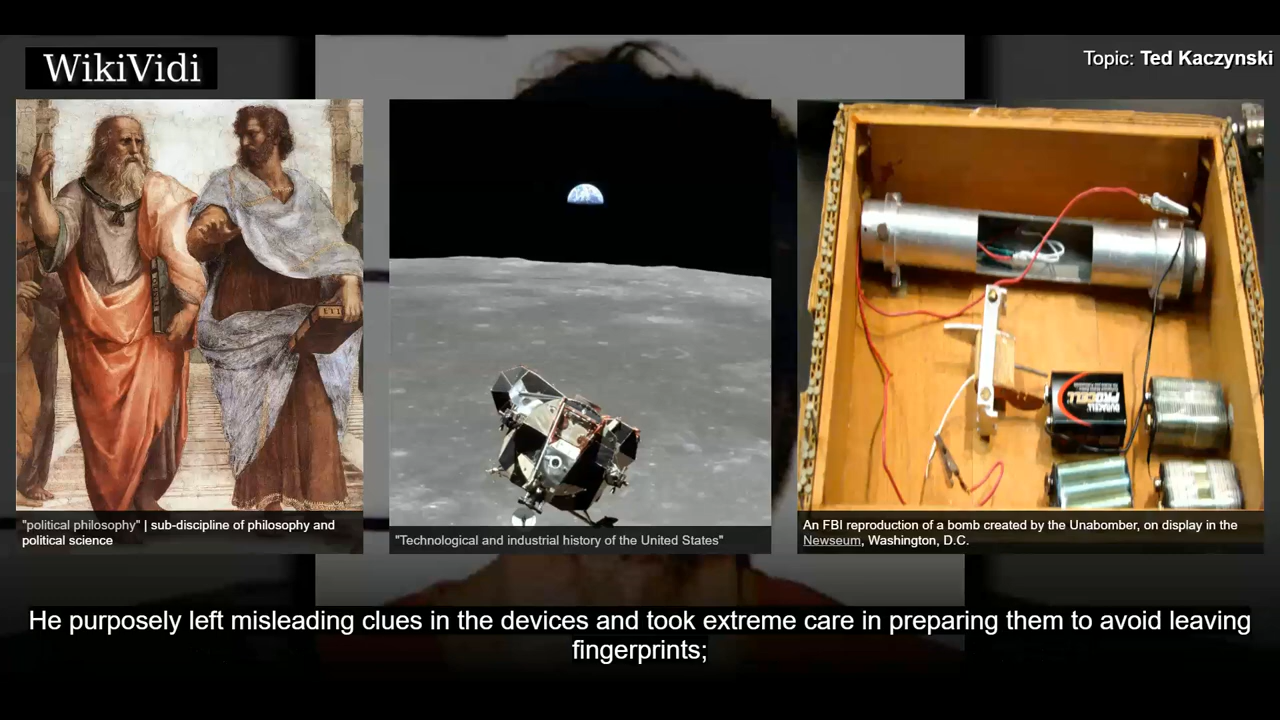 WikiVidi
Topic: Ted Kaczynski
"political philosophy" | sub-discipline of philosophy and
political science
"Technological and industrial history of the United States"
DURACELL
PROCELL
An FBI reproduction of a bomb created by the Unabomber, on display in the
Newseum, Washington, D.C.
He purposely left misleading clues in the devices and took extreme care in preparing them to avoid leaving
fingerprints;